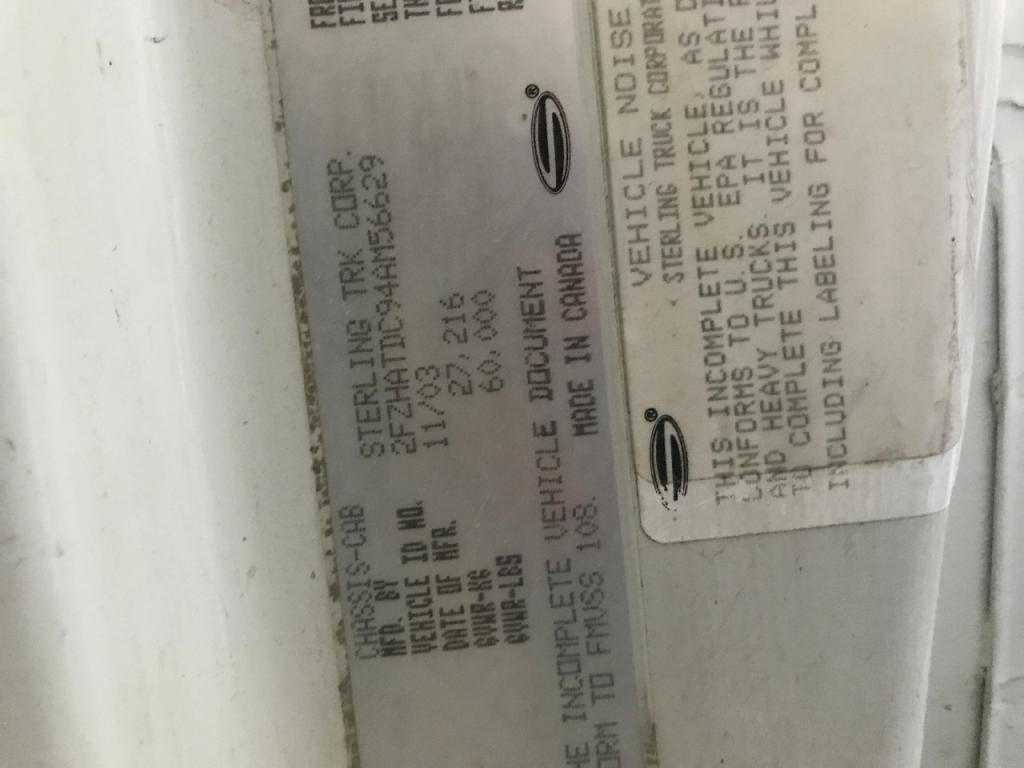 CHASSIS-CAB
MFD. BY STERLING TRK CORP.
VEHICLE ID NO. 2FZHATDC94AM56629
DATE OF MFR. 11/03
GVWR-KG 27,216
GVWR-LBS 60,000
HE INCOMPLETE VEHICLE DOCUMENT
ORM TO FMVSS 108. MADE IN CANADA
®
VEHICLE NOISE
STERLING TRUCK CORPORAT
THIS INCOMPLETE VEHICLE, AS D
CONFORMS TO U.S. EPA REGULATI
AND HEAVY TRUCKS. IT IS THE
TO COMPLETE THIS VEHICLE WHI
INCLUDING LABELING FOR COMPL
®